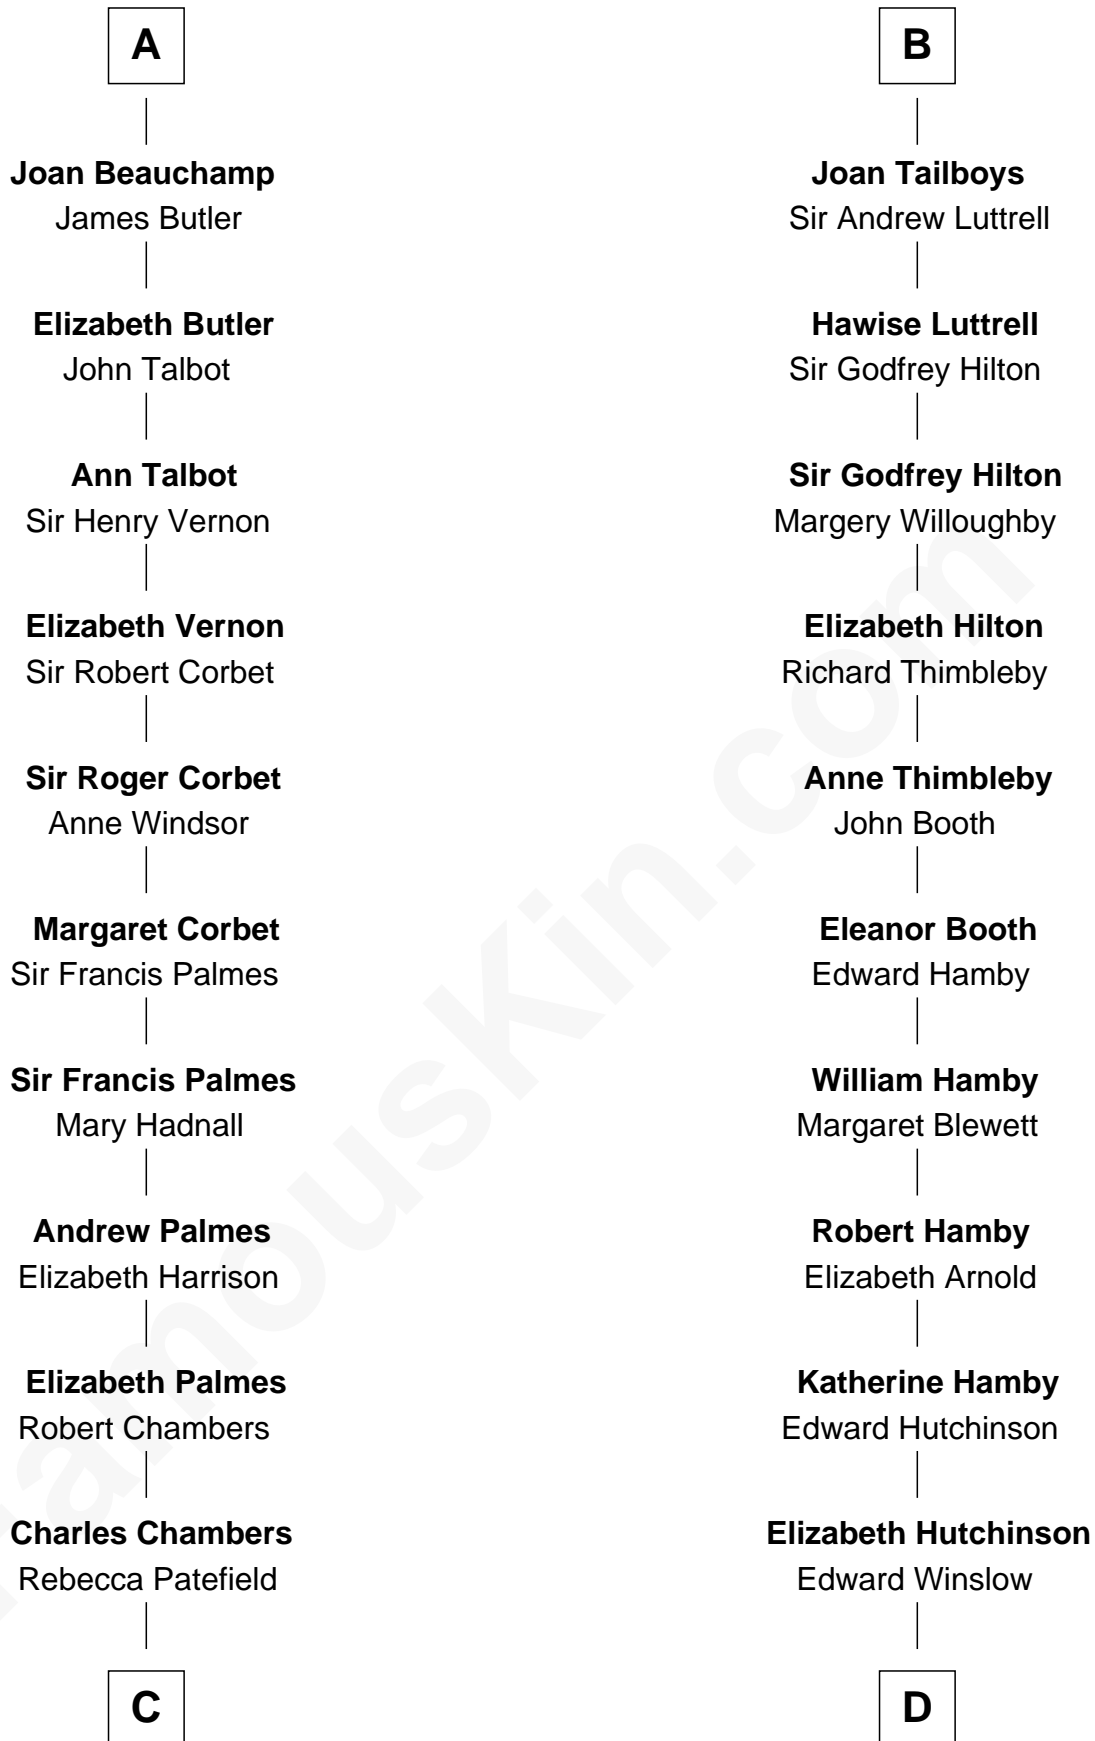 A
Joan Beauchamp
James Butler
Elizabeth Butler
John Talbot
Ann Talbot
Sir Henry Vernon
Elizabeth Vernon
Sir Robert Corbet
Sir Roger Corbet
Anne Windsor
Margaret Corbet
Sir Francis Palmes
Sir Francis Palmes
Mary Hadnall
Andrew Palmes
Elizabeth Harrison
Elizabeth Palmes
Robert Chambers
Charles Chambers
Rebecca Patefield
C
B
Joan Tailboys
Sir Andrew Luttrell
Hawise Luttrell
Sir Godfrey Hilton
Sir Godfrey Hilton
Margery Willoughby
Elizabeth Hilton
Richard Thimbleby
Anne Thimbleby
John Booth
Eleanor Booth
Edward Hamby
William Hamby
Margaret Blewett
Robert Hamby
Elizabeth Arnold
Katherine Hamby
Edward Hutchinson
Elizabeth Hutchinson
Edward Winslow
D
FamousKin.com